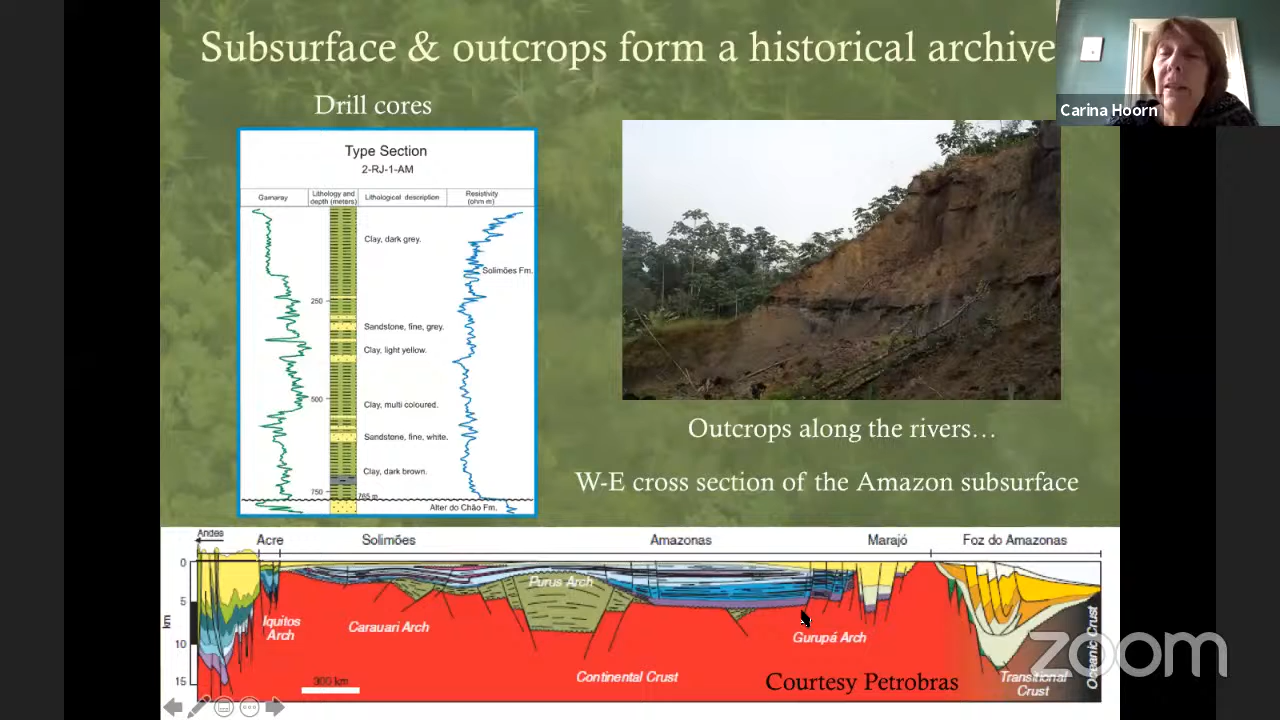 Subsurface & outcrops form a historical archive
Carina Hoorn
Drill cores
Type Section
2-RJ-1-AM
Gamaray
Lithology and
depth (meters)
Lithological description
Resistivity
(ohm m)
Clay, dark grey.
Solimões Fm.
250
Sandstone, fine, grey.
Clay, light yellow.
500
Clay, multi coloured.
Sandstone, fine, white.
Clay, dark brown.
750
765 m
Alter do Chão Fm.
Outcrops along the rivers…
W-E cross section of the Amazon subsurface
Andes
Acre
Solimões
Amazonas
Marajó
Foz do Amazonas
0
5
10
15
km
Purus Arch
Iquitos
Arch
Carauari Arch
Gurupá Arch
Continental Crust
300 km
Courtesy Petrobras
Transitional
Crust
Oceanic Crust
zoom